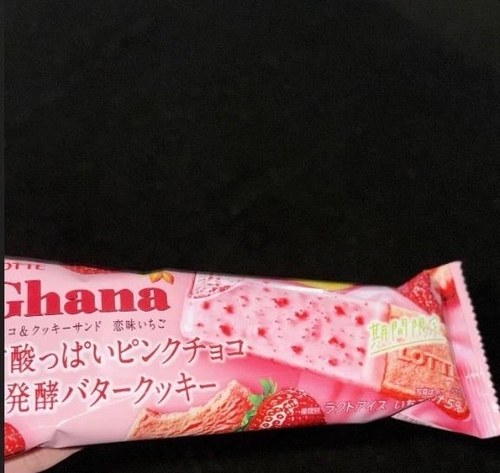 OTTE
Ghana
コ&クッキーサンド 恋味いちご
酸っぱいピンクチョコ
発酵バタークッキー
期間限定
LOTTE
ラクトアイス